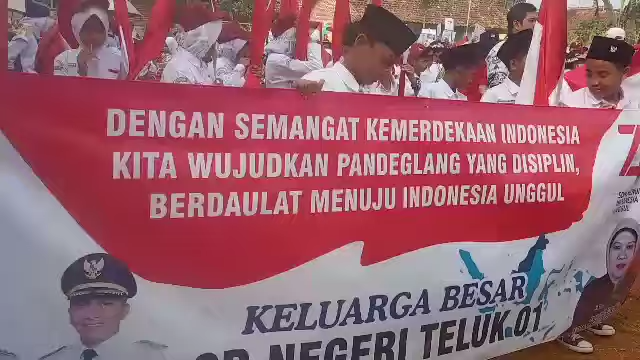 DENGAN SEMANGAT KEMERDEKAAN INDONESIA
KITA WUJUDKAN PANDEGLANG YANG DISIPLIN,
BERDAULAT MENUJU INDONESIA UNGGUL
KELUARGA BESAR
NEGERI TELUK 01